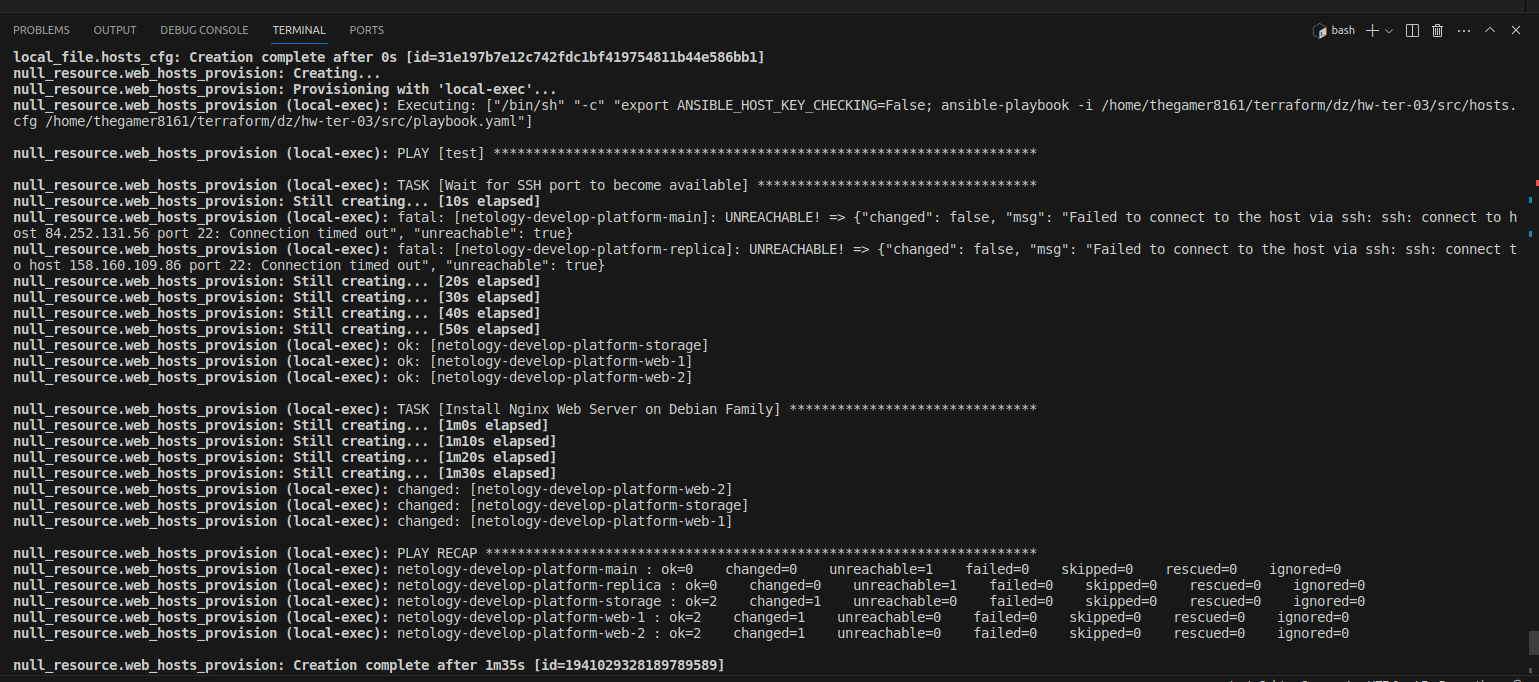 PROBLEMS OUTPUT DEBUG CONSOLE TERMINAL PORTS bash
local_file.hosts_cfg: Creation complete after 0s [id=31e197b7e12c742fdc1bf419754811b44e586bb1]
null_resource.web_hosts_provision: Creating...
null_resource.web_hosts_provision: Provisioning with 'local-exec'...
null_resource.web_hosts_provision (local-exec): Executing: ["/bin/sh" "-c" "export ANSIBLE_HOST_KEY_CHECKING=False; ansible-playbook -i /home/thegamer8161/terraform/dz/hw-ter-03/src/hosts.
cfg /home/thegamer8161/terraform/dz/hw-ter-03/src/playbook.yaml"]
null_resource.web_hosts_provision (local-exec): PLAY [test] ********************************************************************
null_resource.web_hosts_provision (local-exec): TASK [Wait for SSH port to become available] ***********************************
null_resource.web_hosts_provision: Still creating... [10s elapsed]
null_resource.web_hosts_provision (local-exec): fatal: [netology-develop-platform-main]: UNREACHABLE! => {"changed": false, "msg": "Failed to connect to the host via ssh: ssh: connect to h
ost 84.252.131.56 port 22: Connection timed out", "unreachable": true}
null_resource.web_hosts_provision (local-exec): fatal: [netology-develop-platform-replica]: UNREACHABLE! => {"changed": false, "msg": "Failed to connect to the host via ssh: ssh: connect t
o host 158.160.109.86 port 22: Connection timed out", "unreachable": true}
null_resource.web_hosts_provision: Still creating... [20s elapsed]
null_resource.web_hosts_provision: Still creating... [30s elapsed]
null_resource.web_hosts_provision: Still creating... [40s elapsed]
null_resource.web_hosts_provision: Still creating... [50s elapsed]
null_resource.web_hosts_provision (local-exec): ok: [netology-develop-platform-storage]
null_resource.web_hosts_provision (local-exec): ok: [netology-develop-platform-web-1]
null_resource.web_hosts_provision (local-exec): ok: [netology-develop-platform-web-2]
null_resource.web_hosts_provision (local-exec): TASK [Install Nginx Web Server on Debian Family] *******************************
null_resource.web_hosts_provision: Still creating... [1m0s elapsed]
null_resource.web_hosts_provision: Still creating... [1m10s elapsed]
null_resource.web_hosts_provision: Still creating... [1m20s elapsed]
null_resource.web_hosts_provision: Still creating... [1m30s elapsed]
null_resource.web_hosts_provision (local-exec): changed: [netology-develop-platform-web-2]
null_resource.web_hosts_provision (local-exec): changed: [netology-develop-platform-storage]
null_resource.web_hosts_provision (local-exec): changed: [netology-develop-platform-web-1]
null_resource.web_hosts_provision (local-exec): PLAY RECAP *********************************************************************
null_resource.web_hosts_provision (local-exec): netology-develop-platform-main : ok=0 changed=0 unreachable=1 failed=0 skipped=0 rescued=0 ignored=0
null_resource.web_hosts_provision (local-exec): netology-develop-platform-replica : ok=0 changed=0 unreachable=1 failed=0 skipped=0 rescued=0 ignored=0
null_resource.web_hosts_provision (local-exec): netology-develop-platform-storage : ok=2 changed=1 unreachable=0 failed=0 skipped=0 rescued=0 ignored=0
null_resource.web_hosts_provision (local-exec): netology-develop-platform-web-1 : ok=2 changed=1 unreachable=0 failed=0 skipped=0 rescued=0 ignored=0
null_resource.web_hosts_provision (local-exec): netology-develop-platform-web-2 : ok=2 changed=1 unreachable=0 failed=0 skipped=0 rescued=0 ignored=0
null_resource.web_hosts_provision: Creation complete after 1m35s [id=1941029328189789589]